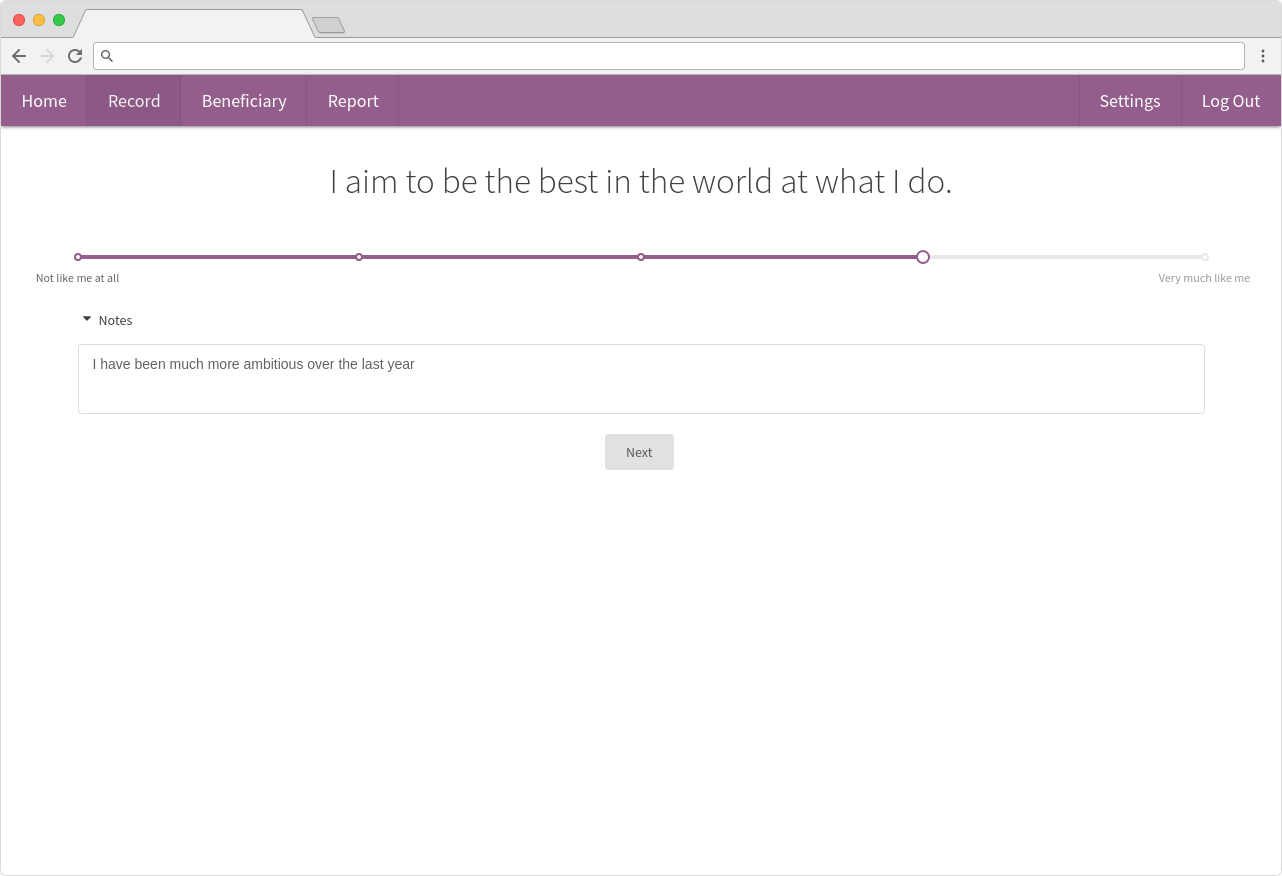 Home Record Beneficiary Report Settings Log Out
I aim to be the best in the world at what I do.
Not like me at all Very much like me
Notes
I have been much more ambitious over the last year
Next